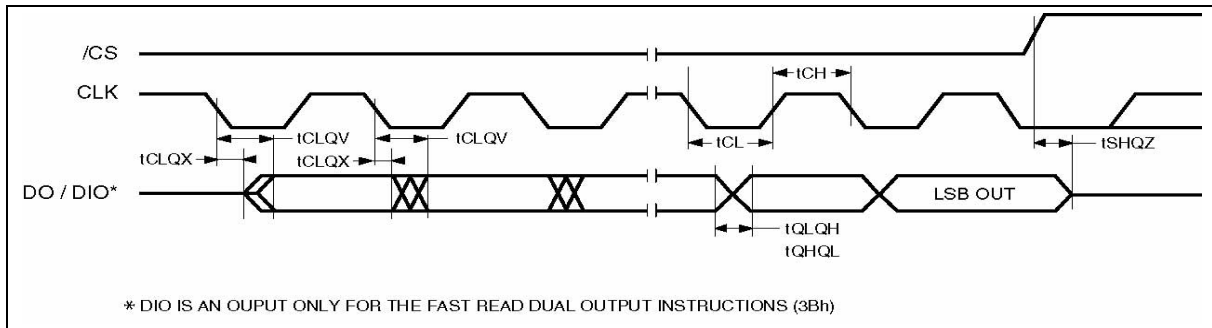 /CS
tCH
CLK
tCLQV
tCLQV
tCL
tSHQZ
tCLQX
tCLQX
DO / DIO*
LSB OUT
tQLQH
tQHQL
* DIO IS AN OUPUT ONLY FOR THE FAST READ DUAL OUTPUT INSTRUCTIONS (3Bh)